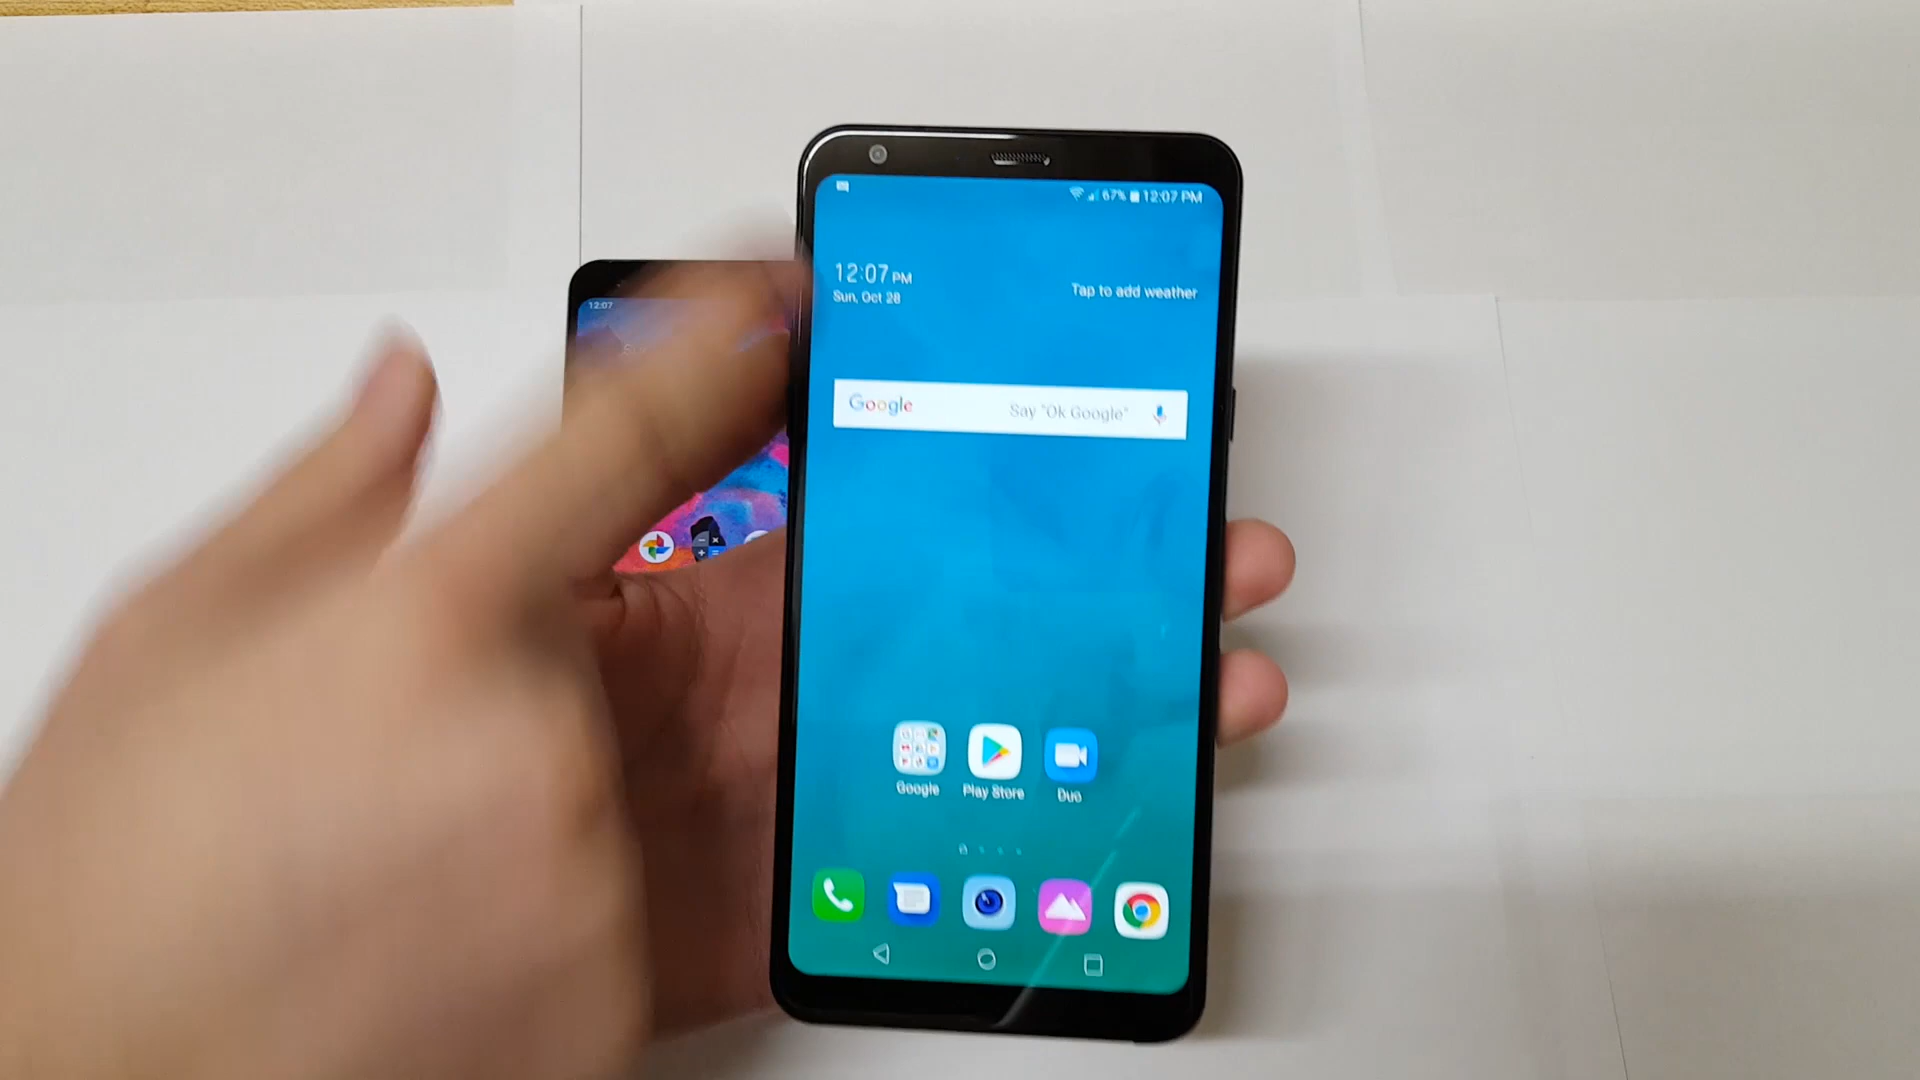 67% 12:07 PM
12:07 PM
Sun, Oct 28
Tap to add weather
Google Say "Ok Google"
Google Play Store Duo
12:07